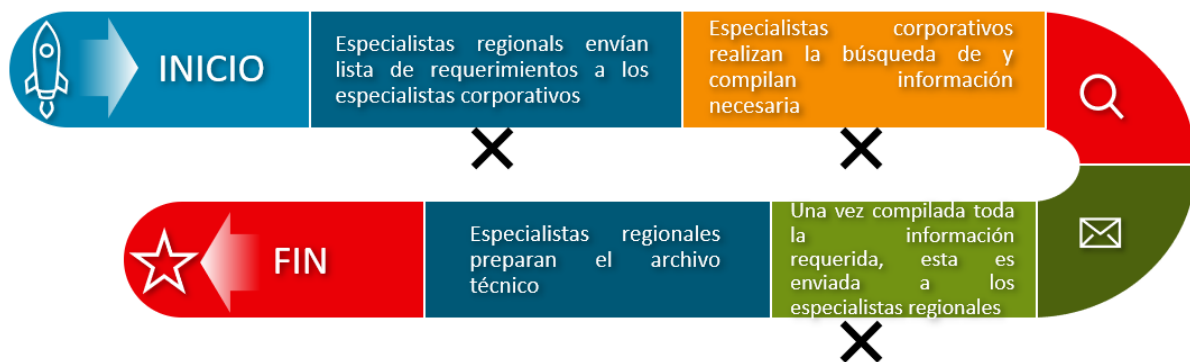 INICIO
Especialistas regionals envían
lista de requerimientos a los
especialistas corporativos
Especialistas corporativos
realizan la búsqueda de y
compilan información
necesaria
Una vez compilada toda
la información
requerida, esta es
enviada a los
especialistas regionales
Especialistas regionales
preparan el archivo
técnico
FIN